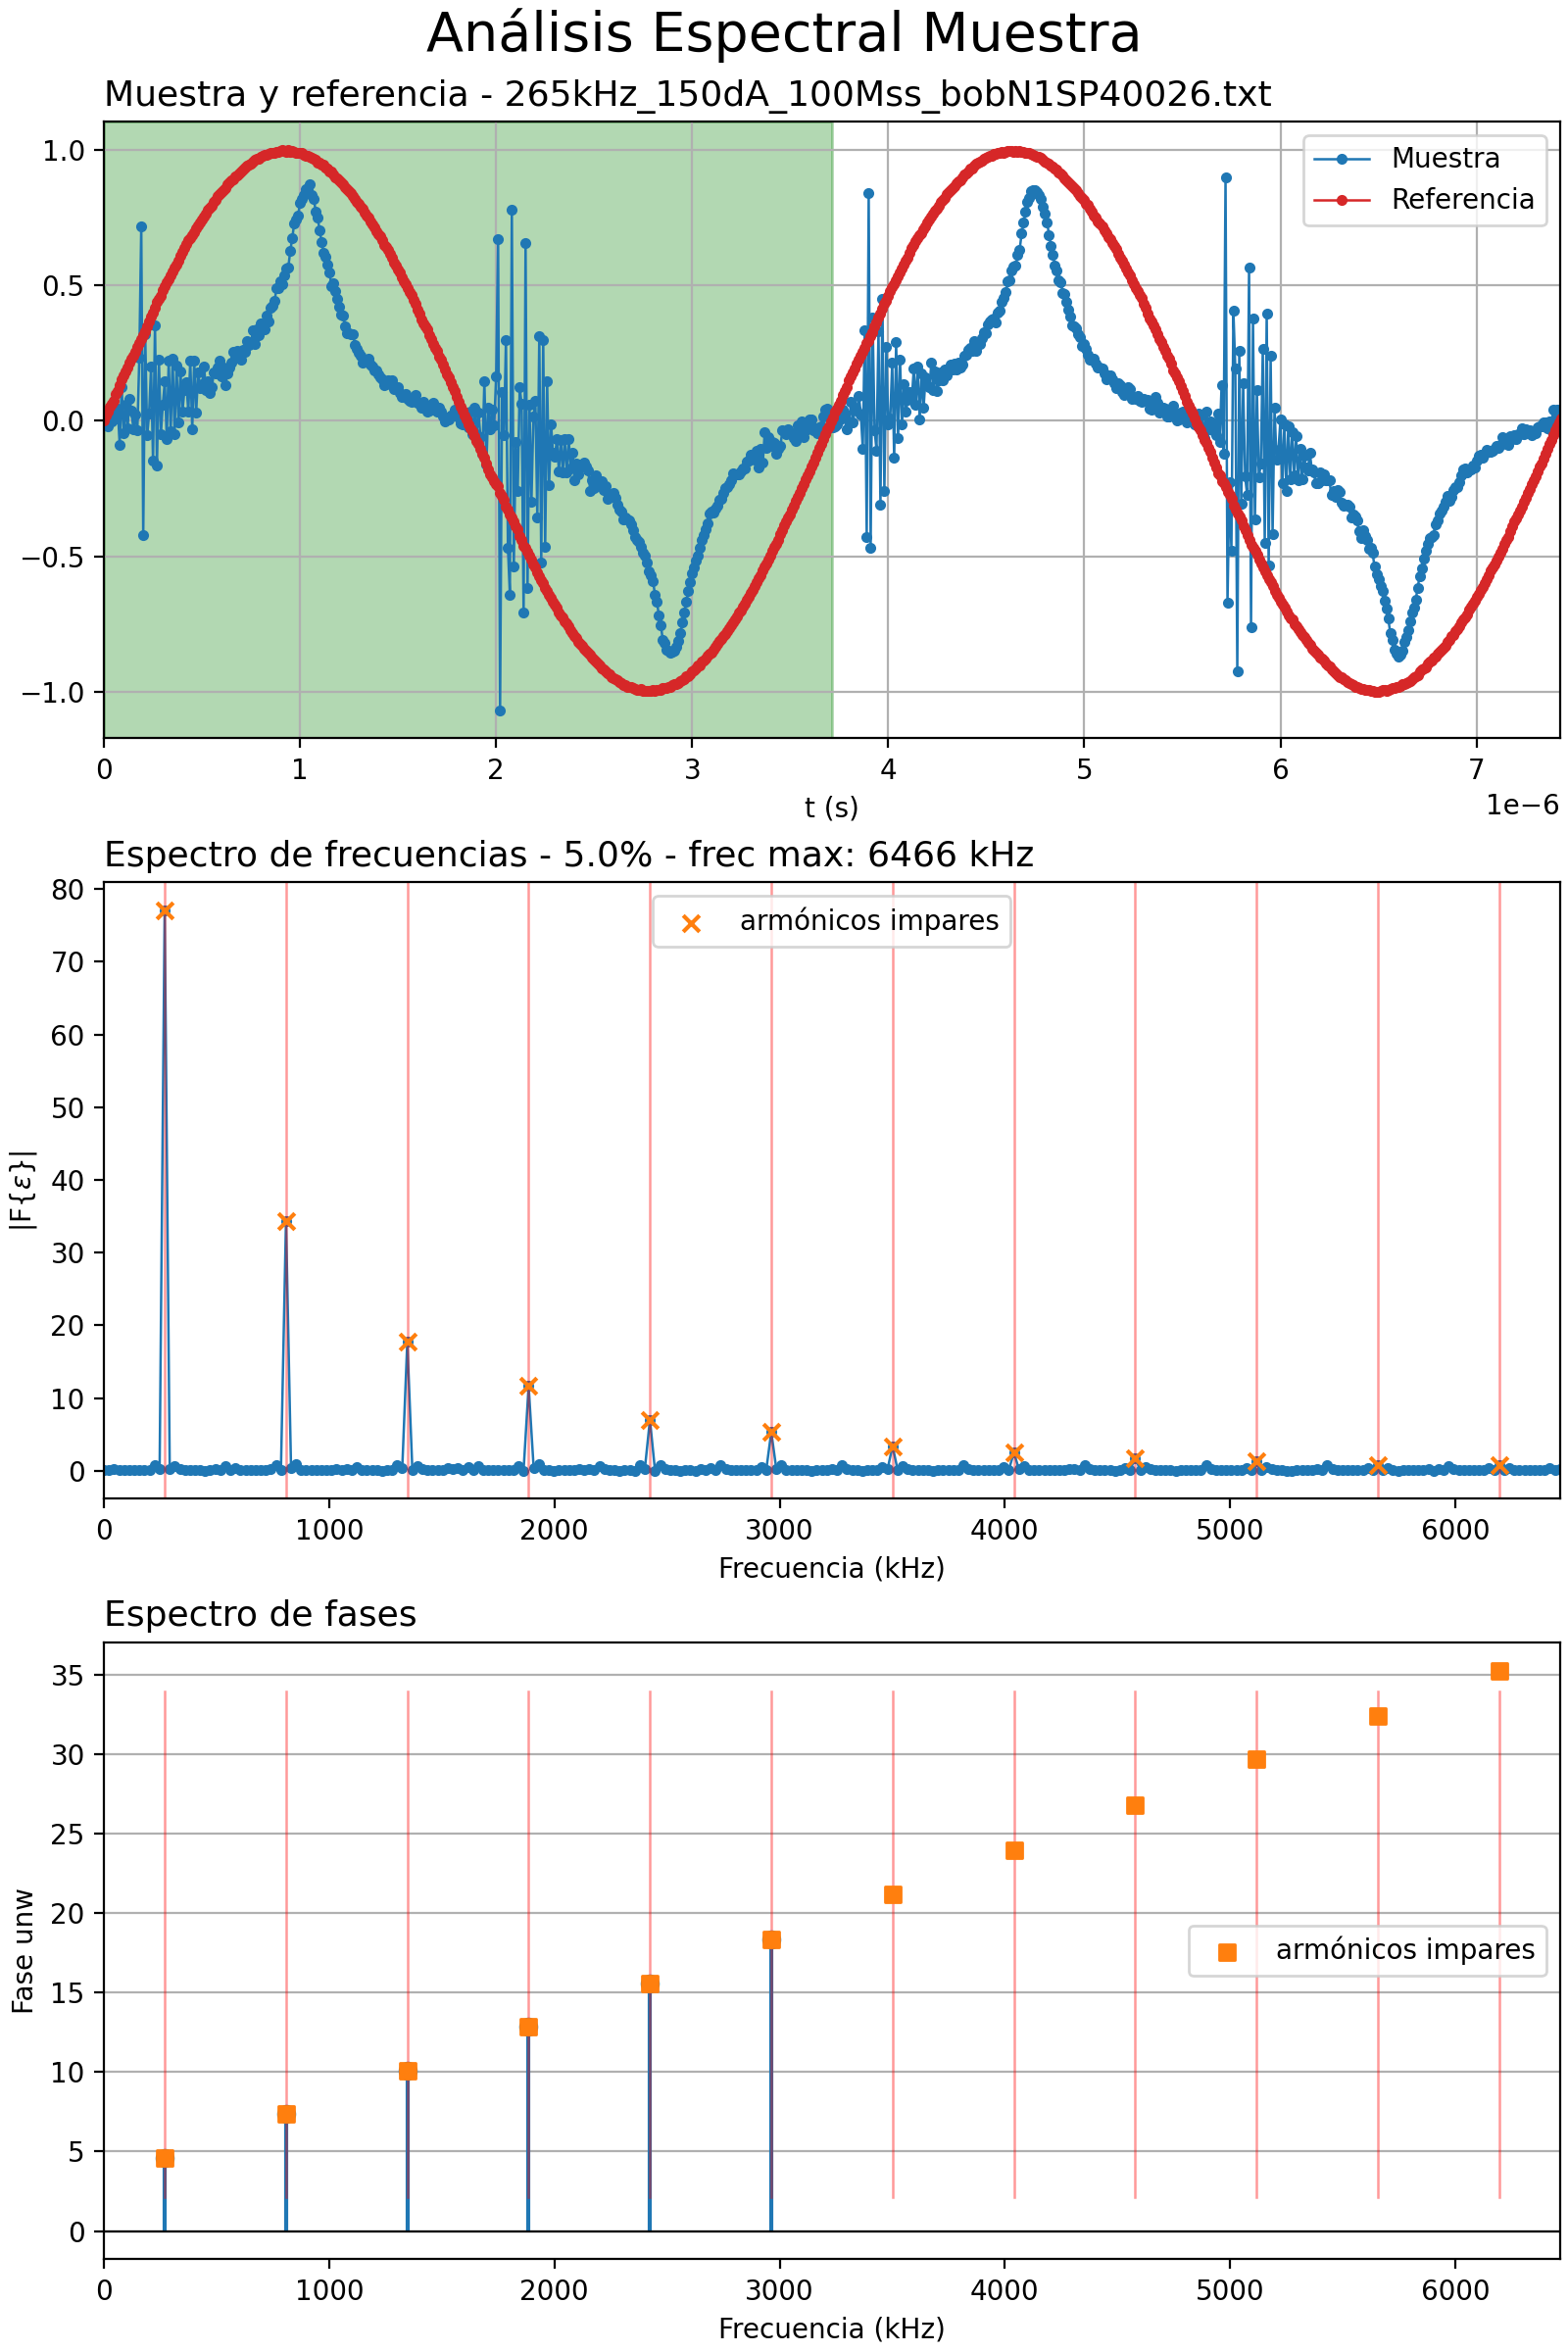 Análisis Espectral Muestra
Muestra y referencia - 265kHz_150dA_100Mss_bobN1SP40026.txt
1.0
0.5
0.0
−0.5
−1.0
Muestra
Referencia
0 1 2 3 4 5 6 7
t (s)
1e−6
Espectro de frecuencias - 5.0% - frec max: 6466 kHz
80
70
60
50
40
30
20
10
0
|F{ε}|
armónicos impares
0 1000 2000 3000 4000 5000 6000
Frecuencia (kHz)
Espectro de fases
35
30
25
20
15
10
5
0
Fase unw
armónicos impares
0 1000 2000 3000 4000 5000 6000
Frecuencia (kHz)